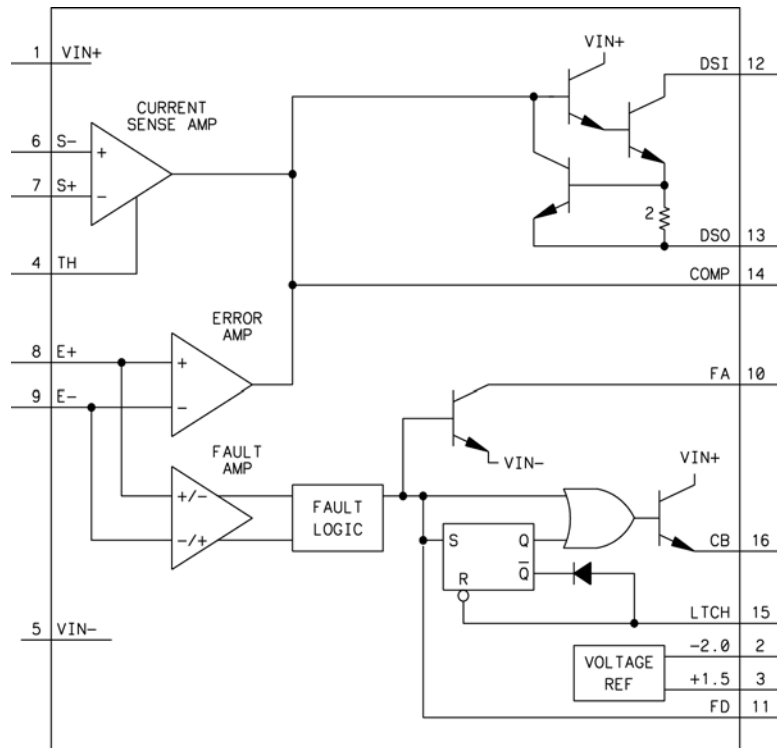 1 VIN+
VIN+
DSI 12
CURRENT
SENSE AMP
6 S-
+
7 S+
-
2
DSO 13
4 TH
COMP 14
ERROR
AMP
8 E+
+
FA 10
9 E-
-
FAULT
AMP
VIN-
VIN+
+/-
FAULT
LOGIC
-/+
S Q
CB 16
R Q̅
LTCH 15
5 VIN-
-2.0 2
VOLTAGE
REF
+1.5 3
FD 11